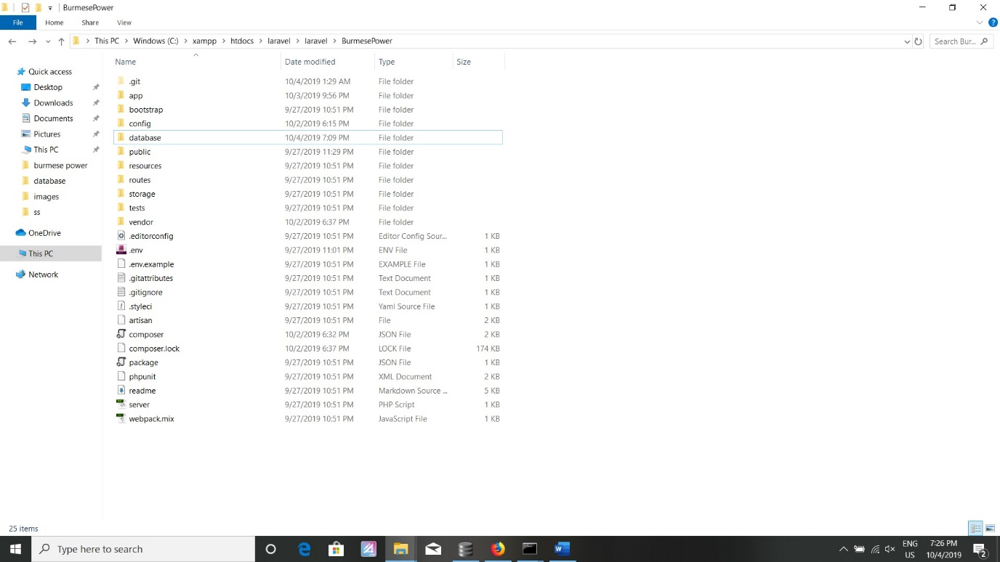 BurmesePower
File Home Share View
This PC Windows (C:) xampp htdocs laravel laravel BurmesePower Search Bur...
Name Date modified Type Size
Quick access
Desktop
Downloads
Documents
Pictures
This PC
burmese power
database
images
ss
OneDrive
This PC
Network
.git 10/4/2019 1:29 AM File folder
app 10/3/2019 9:56 PM File folder
bootstrap 9/27/2019 10:51 PM File folder
config 10/2/2019 6:15 PM File folder
database 10/4/2019 7:09 PM File folder
public 9/27/2019 11:29 PM File folder
resources 9/27/2019 10:51 PM File folder
routes 9/27/2019 10:51 PM File folder
storage 9/27/2019 10:51 PM File folder
tests 9/27/2019 10:51 PM File folder
vendor 10/2/2019 6:37 PM File folder
.editorconfig 9/27/2019 10:51 PM Editor Config Sour... 1 KB
.env 9/27/2019 11:01 PM ENV File 1 KB
.env.example 9/27/2019 10:51 PM EXAMPLE File 1 KB
.gitattributes 9/27/2019 10:51 PM Text Document 1 KB
.gitignore 9/27/2019 10:51 PM Text Document 1 KB
.styleci 9/27/2019 10:51 PM Yaml Source File 1 KB
artisan 9/27/2019 10:51 PM File 2 KB
composer 10/2/2019 6:32 PM JSON File 2 KB
composer.lock 10/2/2019 6:37 PM LOCK File 174 KB
package 9/27/2019 10:51 PM JSON File 1 KB
phpunit 9/27/2019 10:51 PM XML Document 2 KB
readme 9/27/2019 10:51 PM Markdown Source ... 5 KB
server 9/27/2019 10:51 PM PHP Script 1 KB
webpack.mix 9/27/2019 10:51 PM JavaScript File 1 KB
25 items
Type here to search
ENG 7:26 PM
US 10/4/2019
2